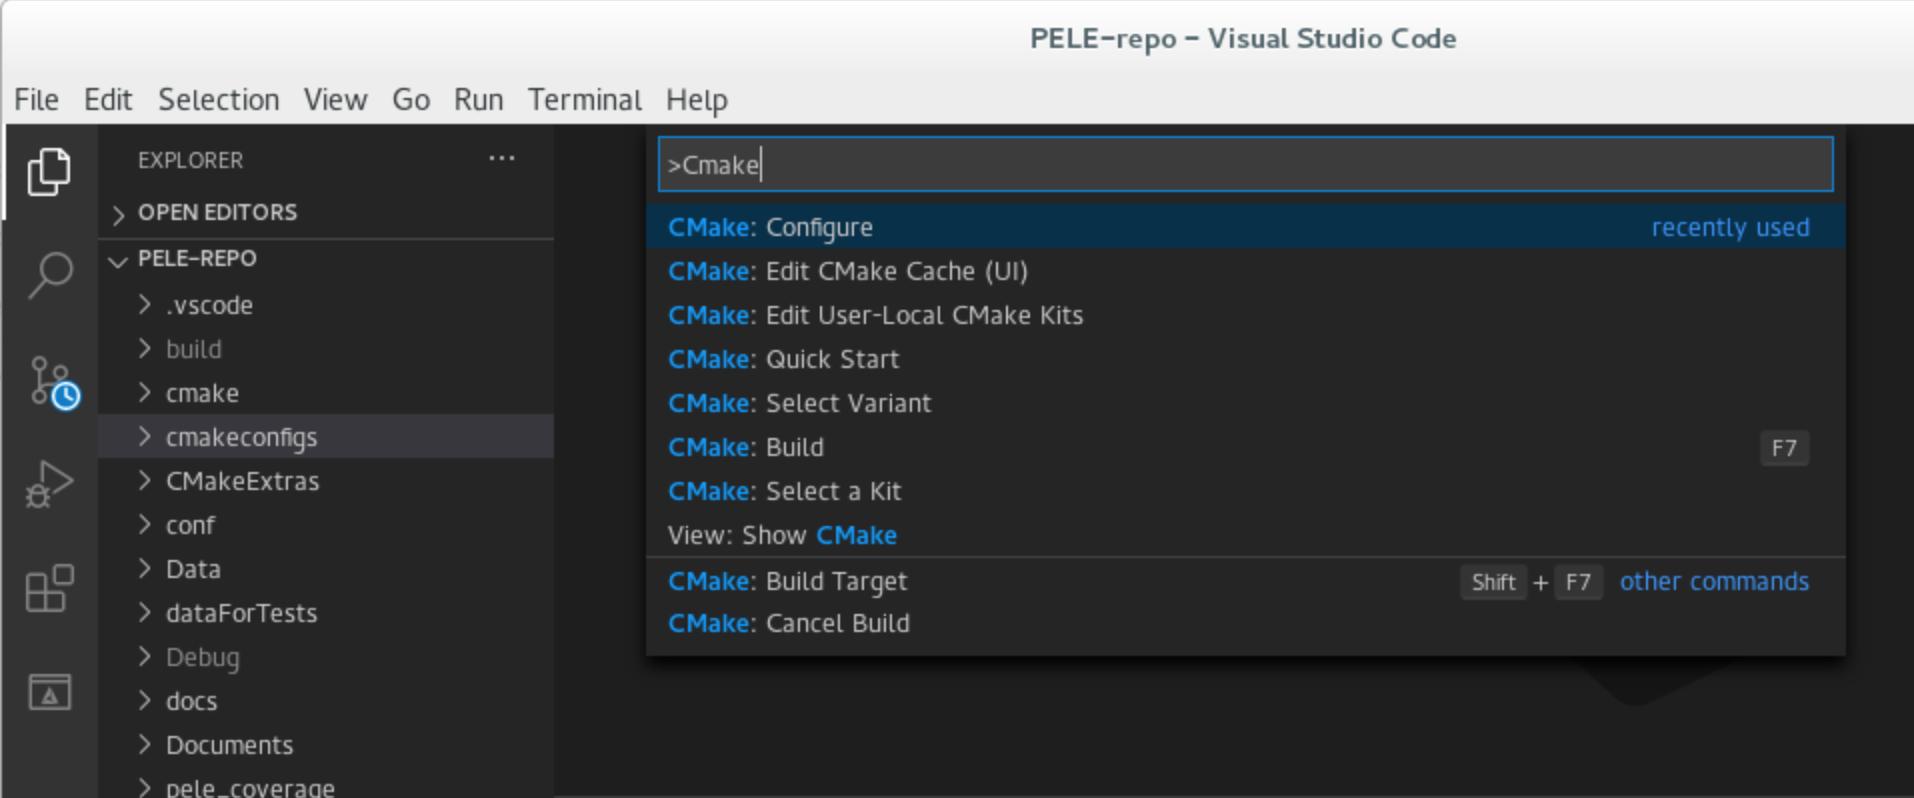 PELE-repo - Visual Studio Code
File Edit Selection View Go Run Terminal Help
EXPLORER ...
OPEN EDITORS
PELE-REPO
.vscode
build
cmake
cmakeconfigs
CMakeExtras
conf
Data
dataForTests
Debug
docs
Documents
pele_coverage
>Cmake
CMake: Configure recently used
CMake: Edit CMake Cache (UI)
CMake: Edit User-Local CMake Kits
CMake: Quick Start
CMake: Select Variant
CMake: Build F7
CMake: Select a Kit
View: Show CMake
CMake: Build Target Shift + F7 other commands
CMake: Cancel Build